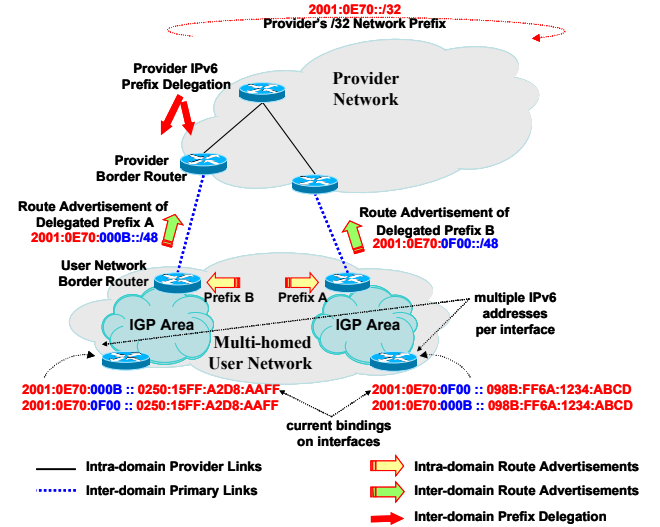 2001:0E70::/32
Provider's /32 Network Prefix
Provider IPv6
Prefix Delegation
Provider
Network
Provider
Border Router
Route Advertisement of
Delegated Prefix A
2001:0E70:000B::/48
Route Advertisement of
Delegated Prefix B
2001:0E70:0F00::/48
User Network
Border Router
Prefix B
Prefix A
IGP Area
IGP Area
Multi-homed
User Network
multiple IPv6
addresses
per interface
2001:0E70:000B :: 0250:15FF:A2D8:AAFF
2001:0E70:0F00 :: 0250:15FF:A2D8:AAFF
2001:0E70:0F00 :: 098B:FF6A:1234:ABCD
2001:0E70:000B :: 098B:FF6A:1234:ABCD
current bindings
on interfaces
Intra-domain Provider Links
Inter-domain Primary Links
Intra-domain Route Advertisements
Inter-domain Route Advertisements
Inter-domain Prefix Delegation